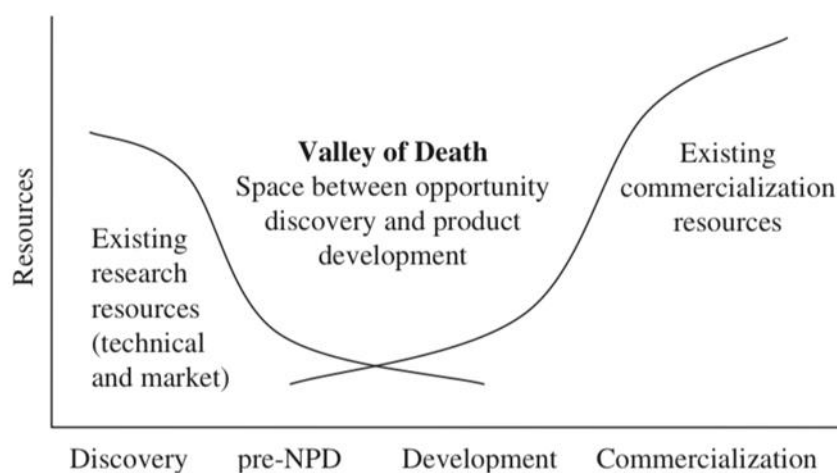 Valley of Death
Space between opportunity
discovery and product
development
Existing
commercialization
resources
Existing
research
resources
(technical
and market)
Resources
Discovery
pre-NPD
Development
Commercialization